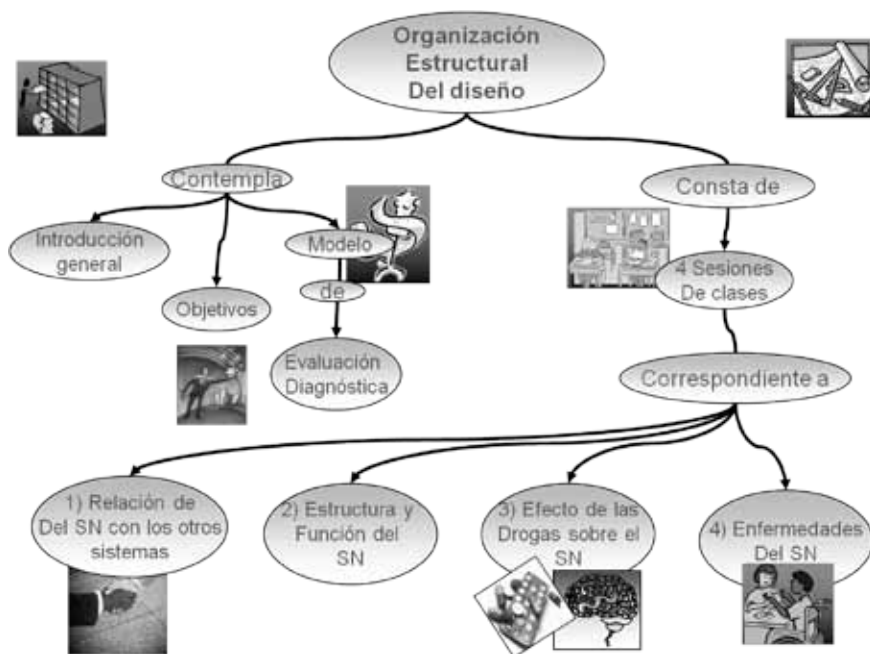 Organización
Estructural
Del diseño
Contempla
Consta de
Introducción
general
Modelo
4 Sesiones
De clases
de
Objetivos
Evaluación
Diagnóstica
Correspondiente a
1) Relación de
Del SN con los otros
sistemas
2) Estructura y
Función del
SN
3) Efecto de las
Drogas sobre el
SN
4) Enfermedades
Del SN